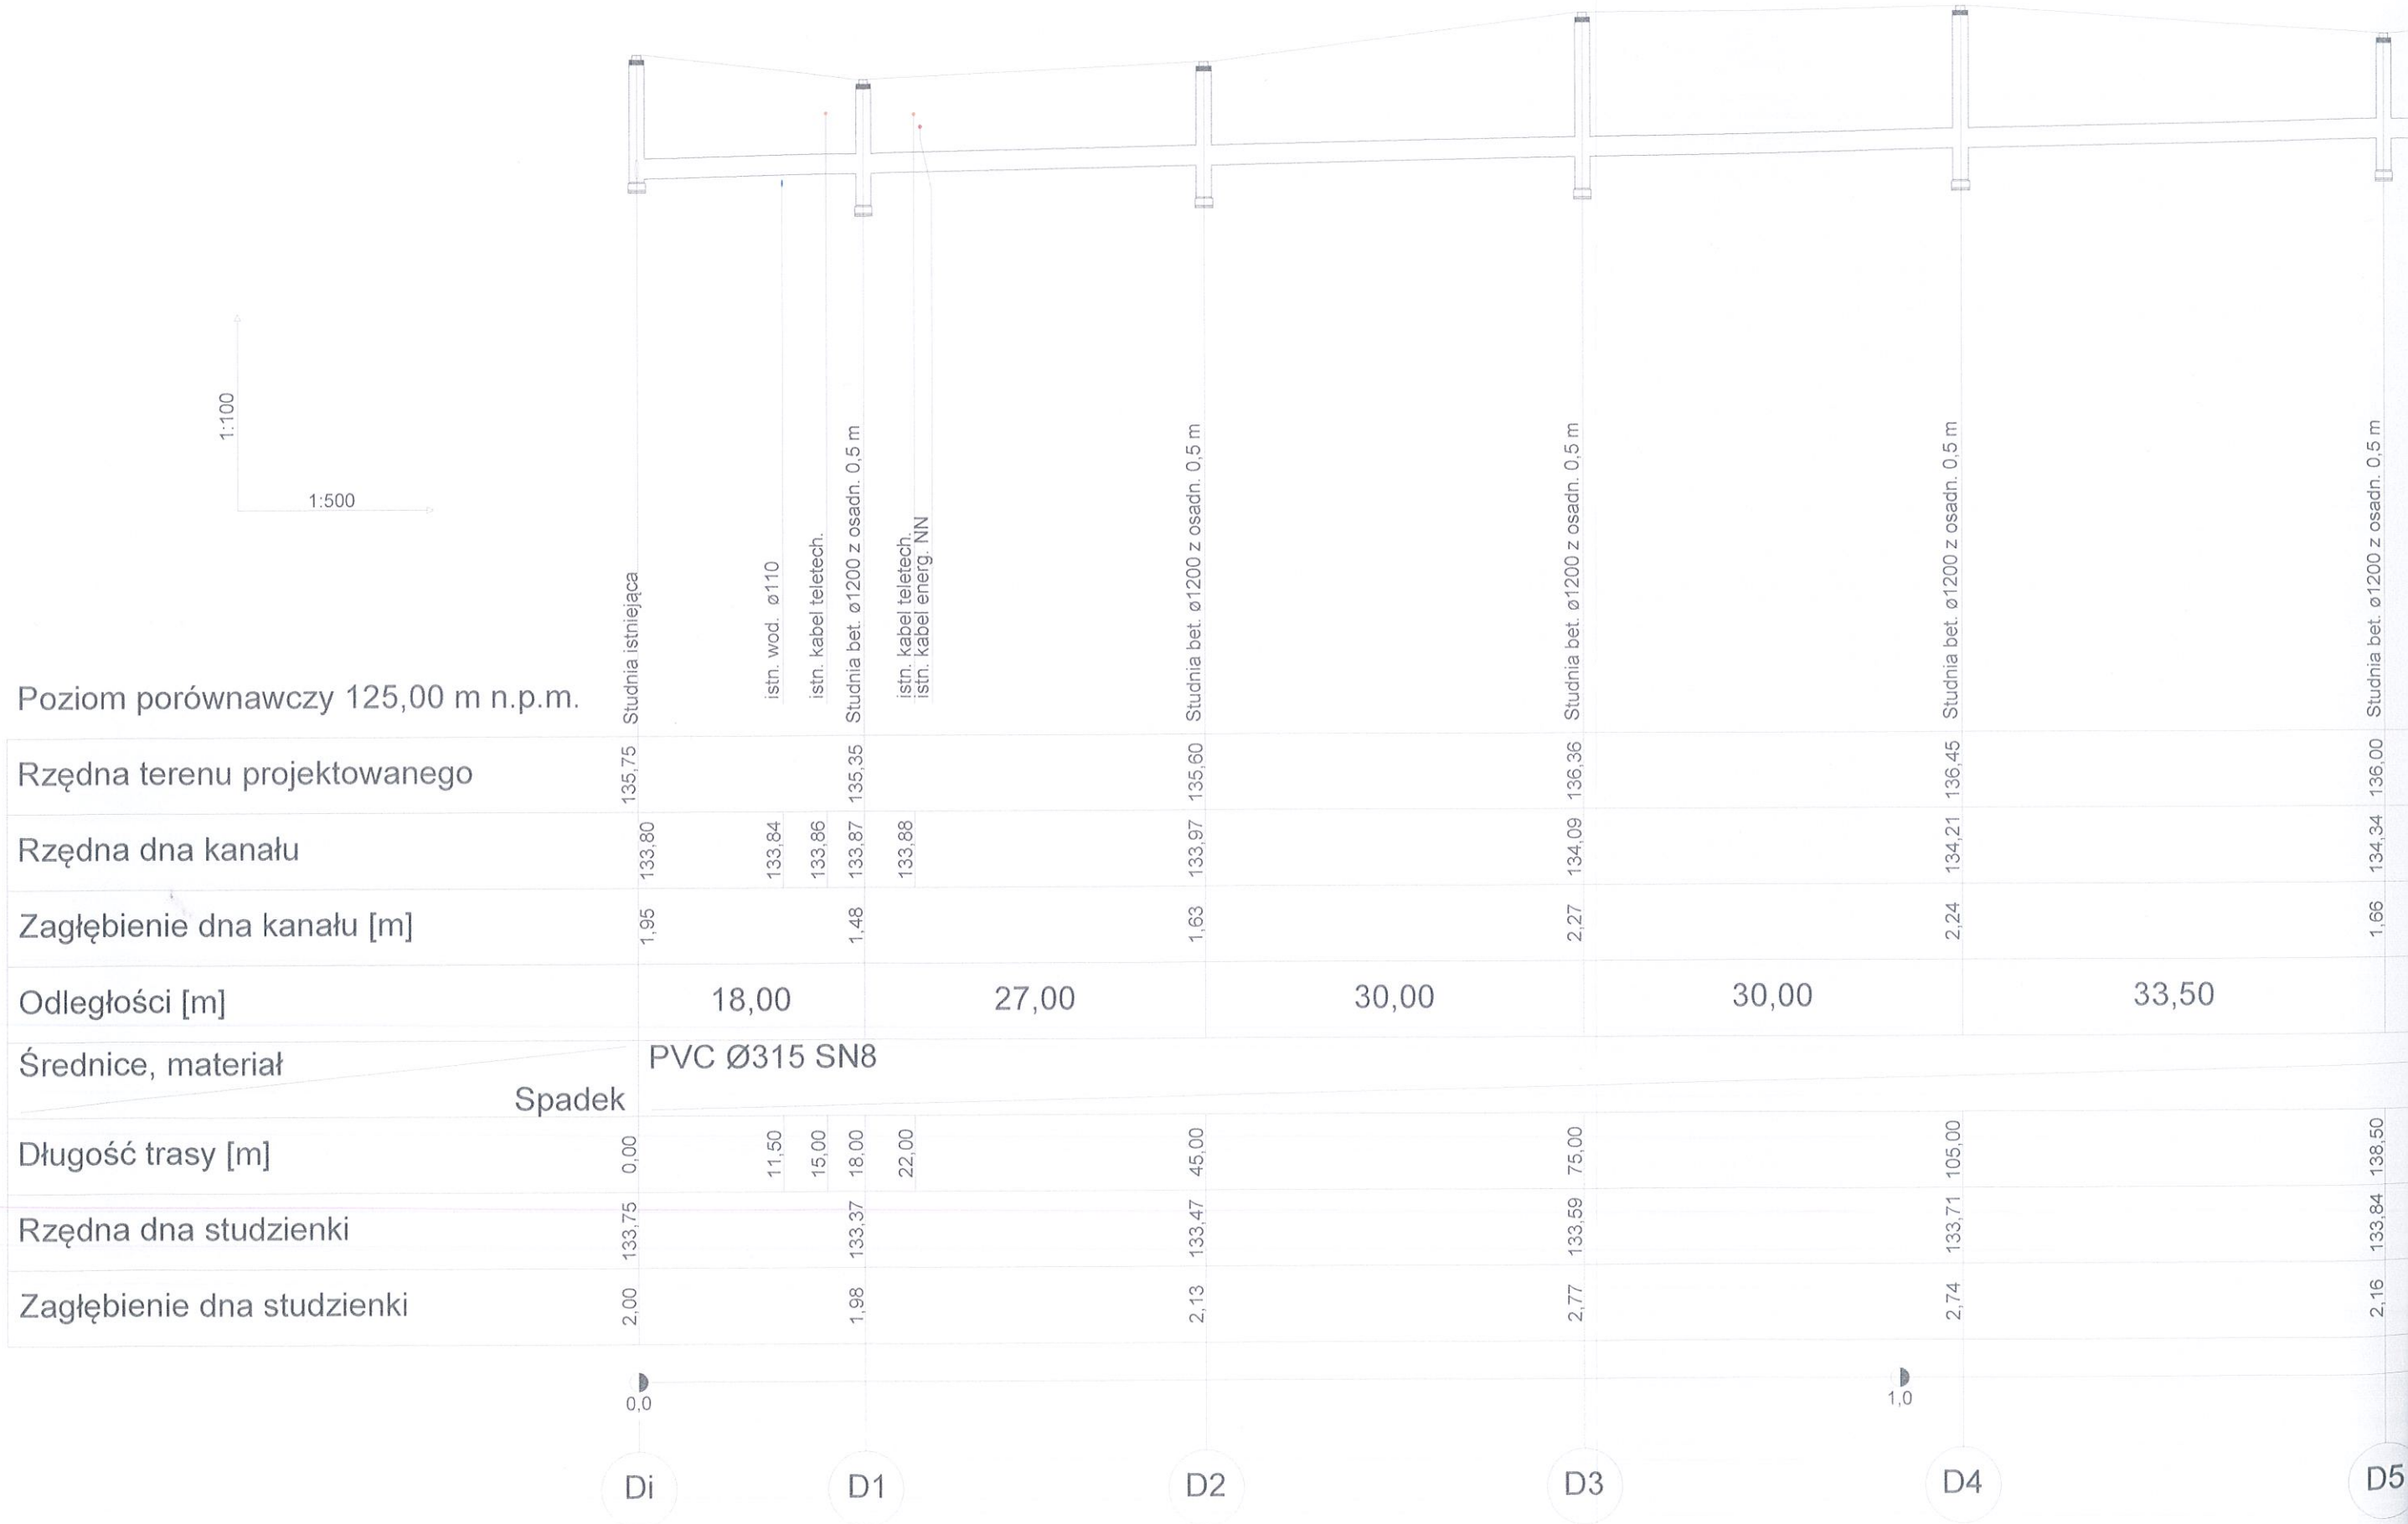 1:100
1:500
Studnia istniejąca
istn. wod. ø110
istn. kabel teletech.
Studnia bet. ø1200 z osadn. 0,5 m
istn. kabel teletech.
istn. kabel energ. NN
Studnia bet. ø1200 z osadn. 0,5 m
Studnia bet. ø1200 z osadn. 0,5 m
Studnia bet. ø1200 z osadn. 0,5 m
Studnia bet. ø1200 z osadn. 0,5 m
Poziom porównawczy 125,00 m n.p.m.
Rzędna terenu projektowanego 135,75 135,35 135,60 136,36 136,45 136,00
Rzędna dna kanału 133,80 133,84 133,86 133,87 133,88 133,97 134,09 134,21 134,34
Zagłębienie dna kanału [m] 1,95 1,48 1,63 2,27 2,24 1,66
Odległości [m] 18,00 27,00 30,00 30,00 33,50
Średnice, materiał PVC Ø315 SN8
Spadek
Długość trasy [m] 0,00 11,50 15,00 18,00 22,00 45,00 75,00 105,00 138,50
Rzędna dna studzienki 133,75 133,37 133,47 133,59 133,71 133,84
Zagłębienie dna studzienki 2,00 1,98 2,13 2,77 2,74 2,16
0,0 1,0
Di D1 D2 D3 D4 D5